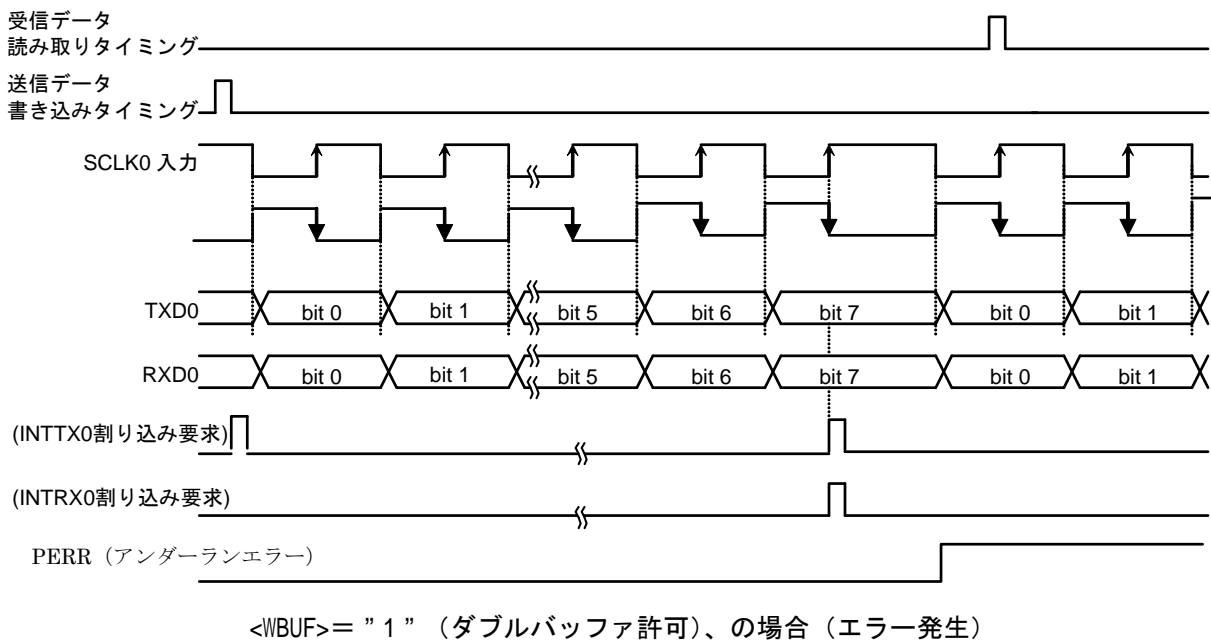 受信データ
読み取りタイミング
送信データ
書き込みタイミング
SCLK0 入力
TXD0 bit 0 bit 1 bit 5 bit 6 bit 7 bit 0 bit 1
RXD0 bit 0 bit 1 bit 5 bit 6 bit 7 bit 0 bit 1
(INTTX0割り込み要求)
(INTRX0割り込み要求)
PERR（アンダーランエラー）
<WBUF>＝”1”（ダブルバッファ許可）、の場合（エラー発生）